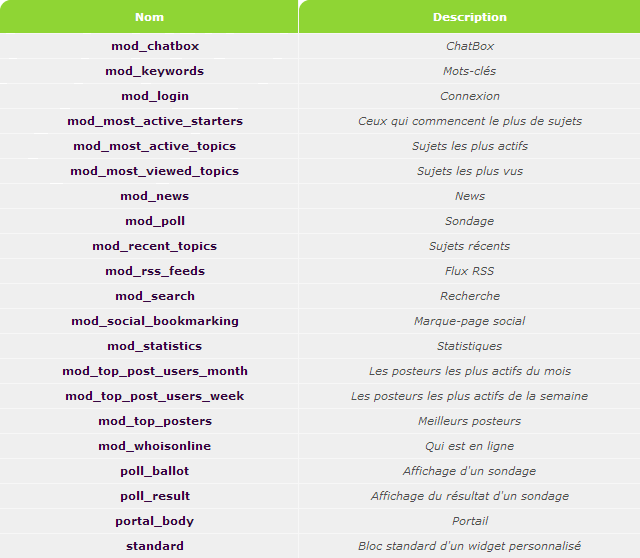 Nom Description
mod_chatbox ChatBox
mod_keywords Mots-clés
mod_login Connexion
mod_most_active_starters Ceux qui commencent le plus de sujets
mod_most_active_topics Sujets les plus actifs
mod_most_viewed_topics Sujets les plus vus
mod_news News
mod_poll Sondage
mod_recent_topics Sujets récents
mod_rss_feeds Flux RSS
mod_search Recherche
mod_social_bookmarking Marque-page social
mod_statistics Statistiques
mod_top_post_users_month Les posteurs les plus actifs du mois
mod_top_post_users_week Les posteurs les plus actifs de la semaine
mod_top_posters Meilleurs posteurs
mod_whoisonline Qui est en ligne
poll_ballot Affichage d'un sondage
poll_result Affichage du résultat d'un sondage
portal_body Portail
standard Bloc standard d'un widget personnalisé